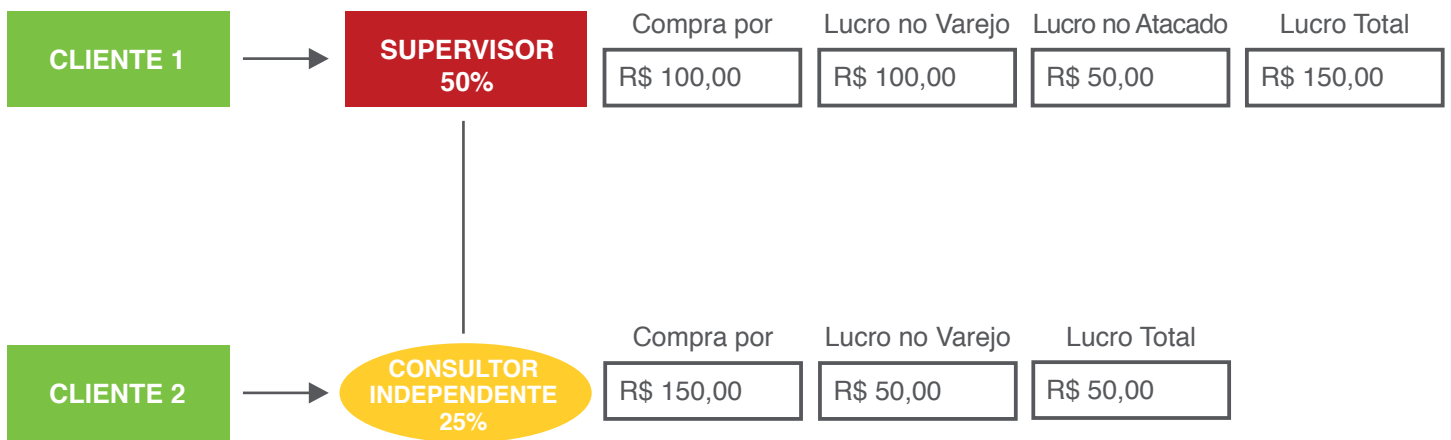 Compra por
Lucro no Varejo
Lucro no Atacado
Lucro Total
CLIENTE 1
SUPERVISOR
50%
R$ 100,00
R$ 100,00
R$ 50,00
R$ 150,00
Compra por
Lucro no Varejo
Lucro Total
CLIENTE 2
CONSULTOR
INDEPENDENTE
25%
R$ 150,00
R$ 50,00
R$ 50,00